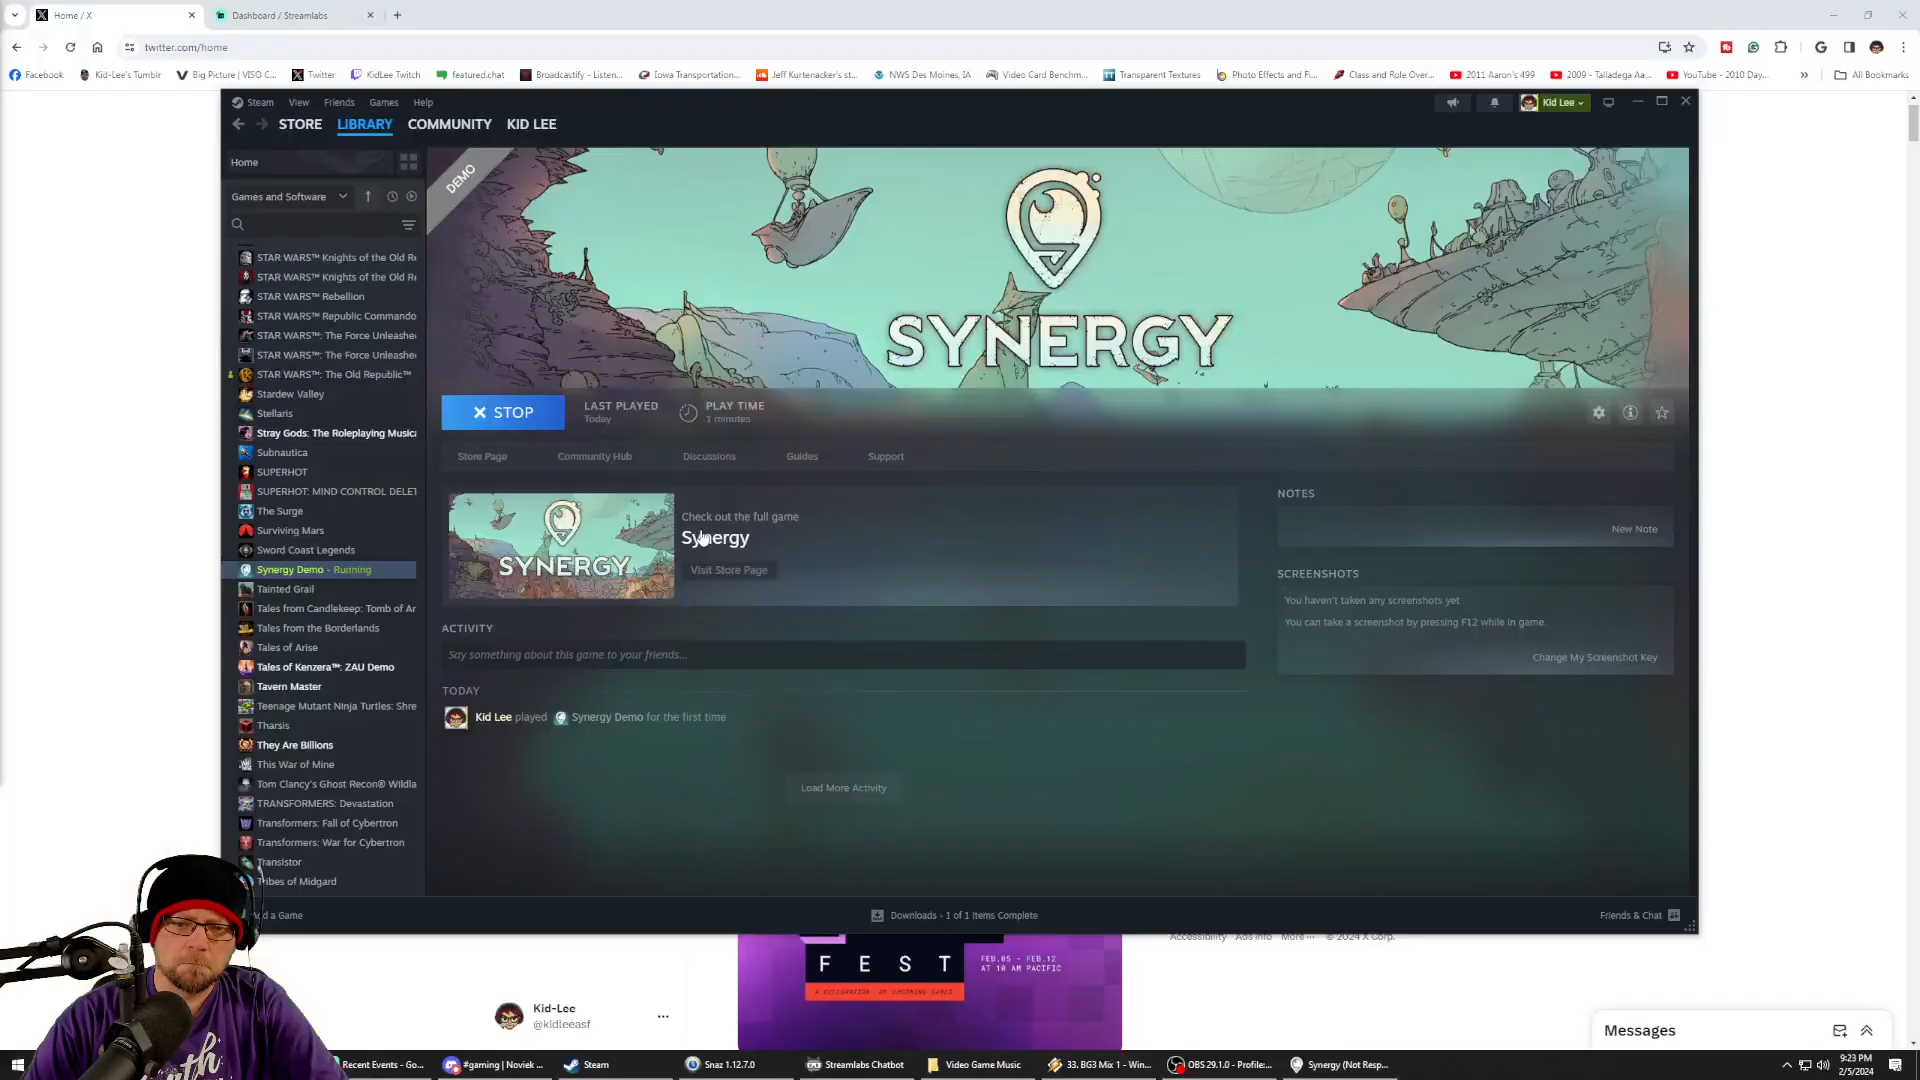 Home / X
Dashboard / Streamlabs
twitter.com/home
Facebook
Kid-Lee's Tumblr
Big Picture | VISO C...
Twitter
KidLee Twitch
featured.chat
Broadcastify - Listen...
Iowa Transportation...
Jeff Kurtenacker's st...
NWS Des Moines, IA
Video Card Benchm...
Transparent Textures
Photo Effects and Fi...
Class and Role Over...
2011 Aaron's 499
2009 - Talladega Aa...
YouTube - 2010 Day...
All Bookmarks
Steam View Friends Games Help
Kid Lee
STORE LIBRARY COMMUNITY KID LEE
Home
Games and Software
STAR WARS™ Knights of the Old Re
STAR WARS™ Knights of the Old Re
STAR WARS™ Rebellion
STAR WARS™ Republic Commando
STAR WARS™: The Force Unleashe
STAR WARS™: The Force Unleashe
STAR WARS™: The Old Republic™
Stardew Valley
Stellaris
Stray Gods: The Roleplaying Musica
Subnautica
SUPERHOT
SUPERHOT: MIND CONTROL DELET
The Surge
Surviving Mars
Sword Coast Legends
Synergy Demo - Running
Tainted Grail
Tales from Candlekeep: Tomb of Ar
Tales from the Borderlands
Tales of Arise
Tales of Kenzera™: ZAU Demo
Tavern Master
Teenage Mutant Ninja Turtles: Shre
Tharsis
They Are Billions
This War of Mine
Tom Clancy's Ghost Recon® Wildla
TRANSFORMERS: Devastation
Transformers: Fall of Cybertron
Transformers: War for Cybertron
Transistor
Tribes of Midgard
Add a Game
DEMO
SYNERGY
STOP
LAST PLAYED
Today
PLAY TIME
1 minutes
Store Page
Community Hub
Discussions
Guides
Support
SYNERGY
Check out the full game
Synergy
Visit Store Page
ACTIVITY
Say something about this game to your friends...
TODAY
Kid Lee played Synergy Demo for the first time
Load More Activity
NOTES
New Note
SCREENSHOTS
You haven't taken any screenshots yet
You can take a screenshot by pressing F12 while in game.
Change My Screenshot Key
Downloads - 1 of 1 Items Complete
Friends & Chat
Accessibility Ads info More ··· © 2024 X Corp.
FEST
FEB.05 - FEB.12
AT 10 AM PACIFIC
A CELEBRATION OF UPCOMING GAMES
Kid-Lee
@kidleeasf
Messages
Recent Events - Go...
#gaming | Noviek ...
Steam
Snaz 1.12.7.0
Streamlabs Chatbot
Video Game Music
33. BG3 Mix 1 - Win...
OBS 29.1.0 - Profile:...
Synergy (Not Resp...
9:23 PM
2/5/2024